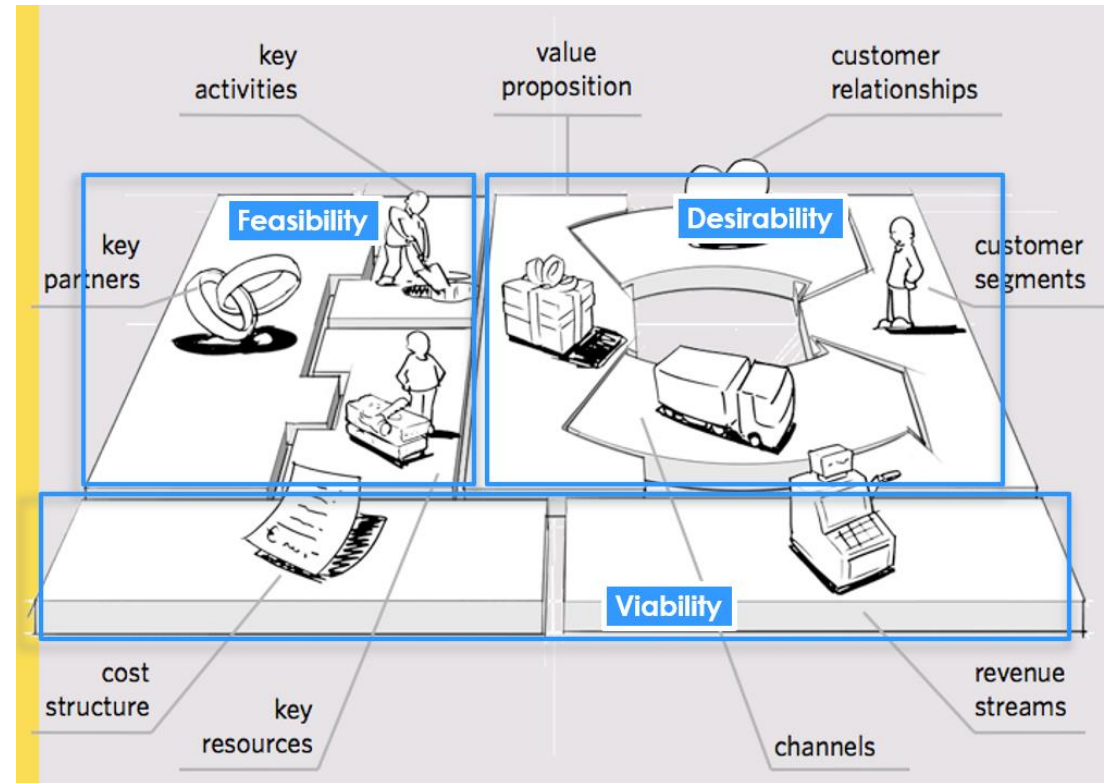 key
activities
value
proposition
customer
relationships
Feasibility
Desirability
key
partners
customer
segments
Viability
cost
structure
key
resources
channels
revenue
streams